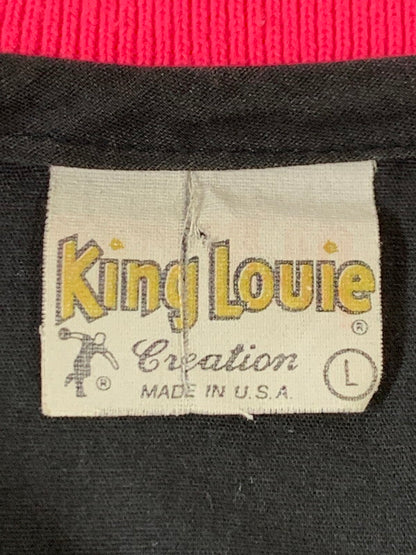 King Louie ®
® Creation L
MADE IN U.S.A.